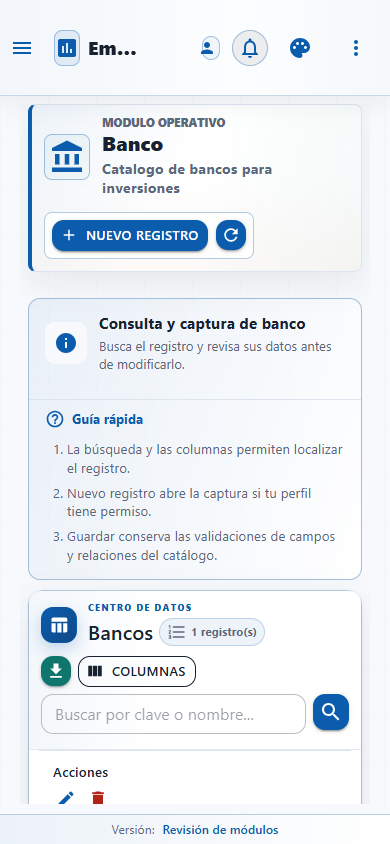 Em...
MODULO OPERATIVO
Banco
Catalogo de bancos para
inversiones
NUEVO REGISTRO
Consulta y captura de banco
Busca el registro y revisa sus datos antes
de modificarlo.
Guía rápida
1. La búsqueda y las columnas permiten localizar
el registro.
2. Nuevo registro abre la captura si tu perfil
tiene permiso.
3. Guardar conserva las validaciones de campos
y relaciones del catálogo.
CENTRO DE DATOS
Bancos
1 registro(s)
COLUMNAS
Buscar por clave o nombre...
Acciones
Versión: Revisión de módulos